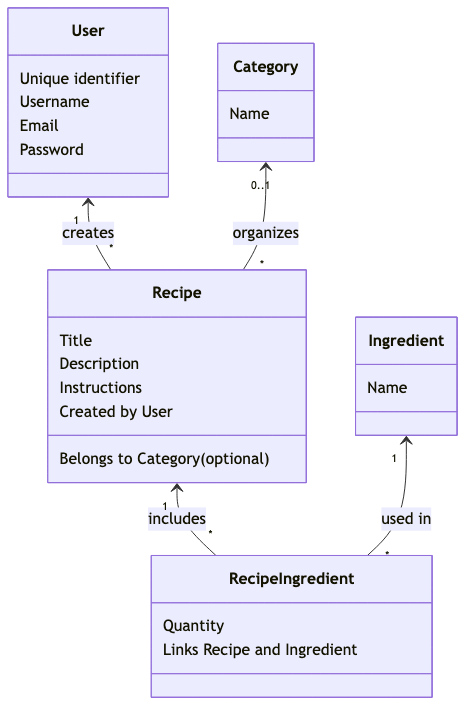 User
Unique identifier
Username
Email
Password
Category
Name
1
0..1
creates
organizes
*
*
Recipe
Title
Description
Instructions
Created by User
Belongs to Category(optional)
Ingredient
Name
1
1
includes
used in
*
*
RecipeIngredient
Quantity
Links Recipe and Ingredient